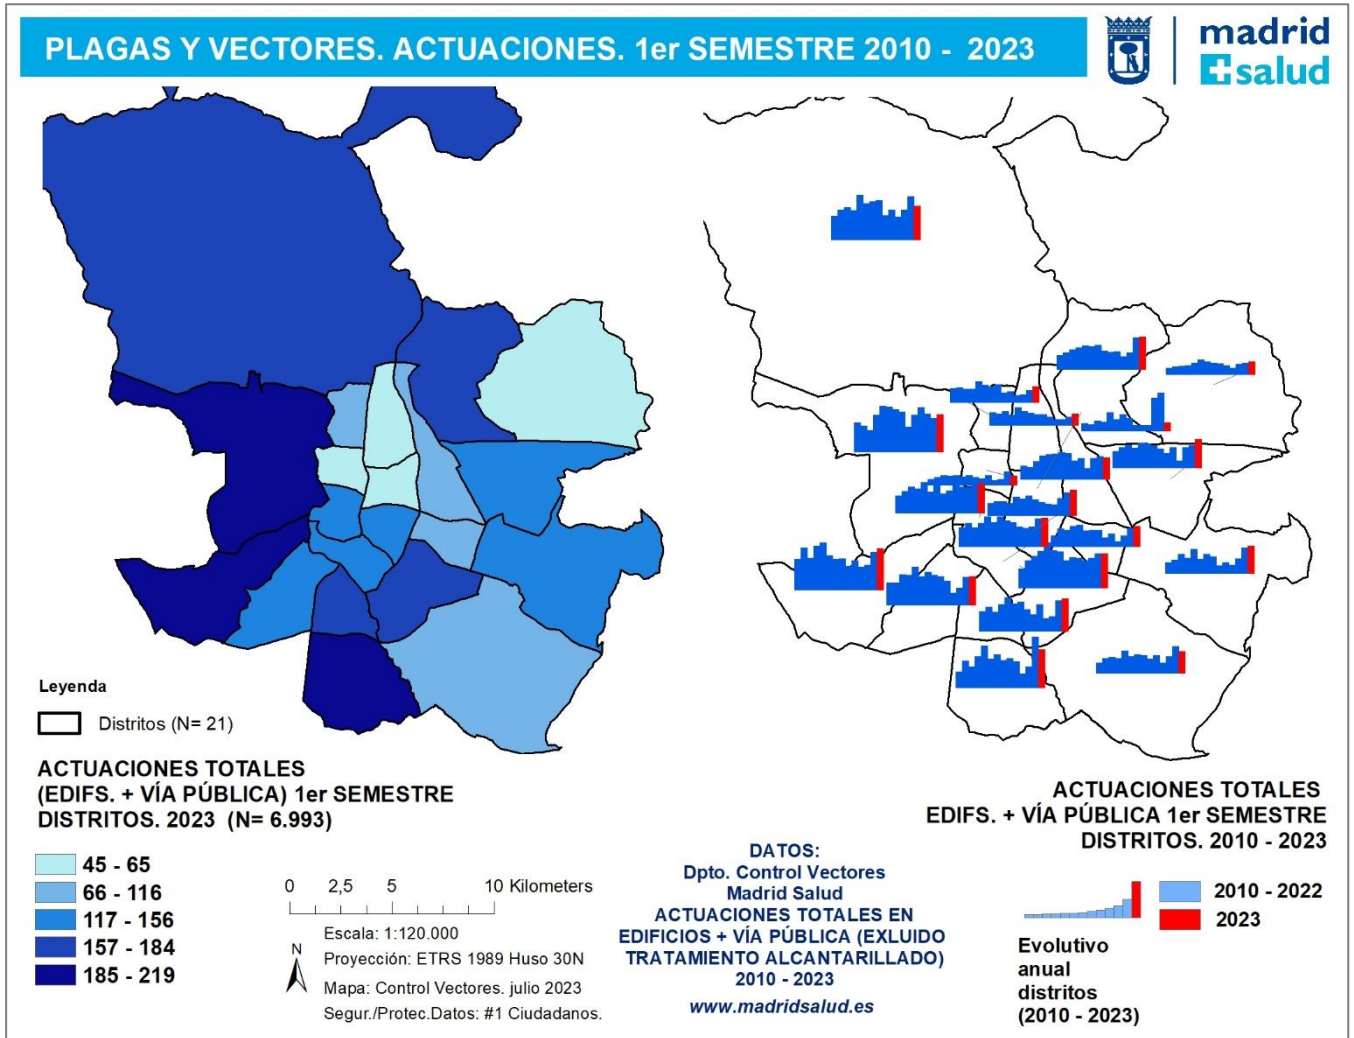 PLAGAS Y VECTORES. ACTUACIONES. 1er SEMESTRE 2010 - 2023
madrid
salud
Leyenda
Distritos (N= 21)
ACTUACIONES TOTALES
(EDIFS. + VÍA PÚBLICA) 1er SEMESTRE
DISTRITOS. 2023 (N= 6.993)
45 - 65
66 - 116
117 - 156
157 - 184
185 - 219
0 2,5 5 10 Kilometers
N
Escala: 1:120.000
Proyección: ETRS 1989 Huso 30N
Mapa: Control Vectores. julio 2023
Segur./Protec.Datos: #1 Ciudadanos.
DATOS:
Dpto. Control Vectores
Madrid Salud
ACTUACIONES TOTALES EN
EDIFICIOS + VÍA PÚBLICA (EXLUIDO
TRATAMIENTO ALCANTARILLADO)
2010 - 2023
www.madridsalud.es
ACTUACIONES TOTALES
EDIFS. + VÍA PÚBLICA 1er SEMESTRE
DISTRITOS. 2010 - 2023
2010 - 2022
2023
Evolutivo
anual
distritos
(2010 - 2023)